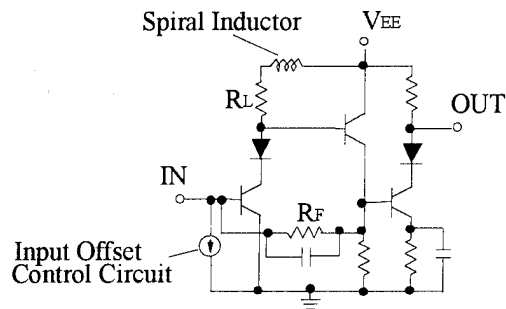 Spiral Inductor
VEE
RL
OUT
IN
RF
Input Offset
Control Circuit